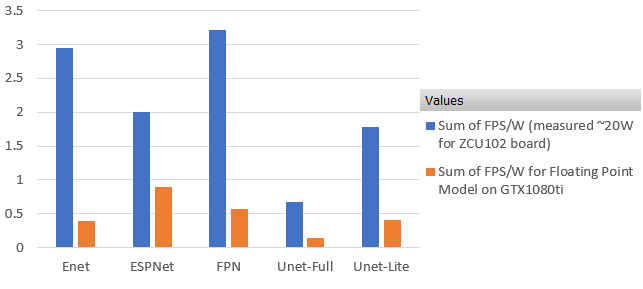 3.5
3
2.5
2
1.5
1
0.5
0
Enet ESPNet FPN Unet-Full Unet-Lite
Values
Sum of FPS/W (measured ~20W
for ZCU102 board)
Sum of FPS/W for Floating Point
Model on GTX1080ti